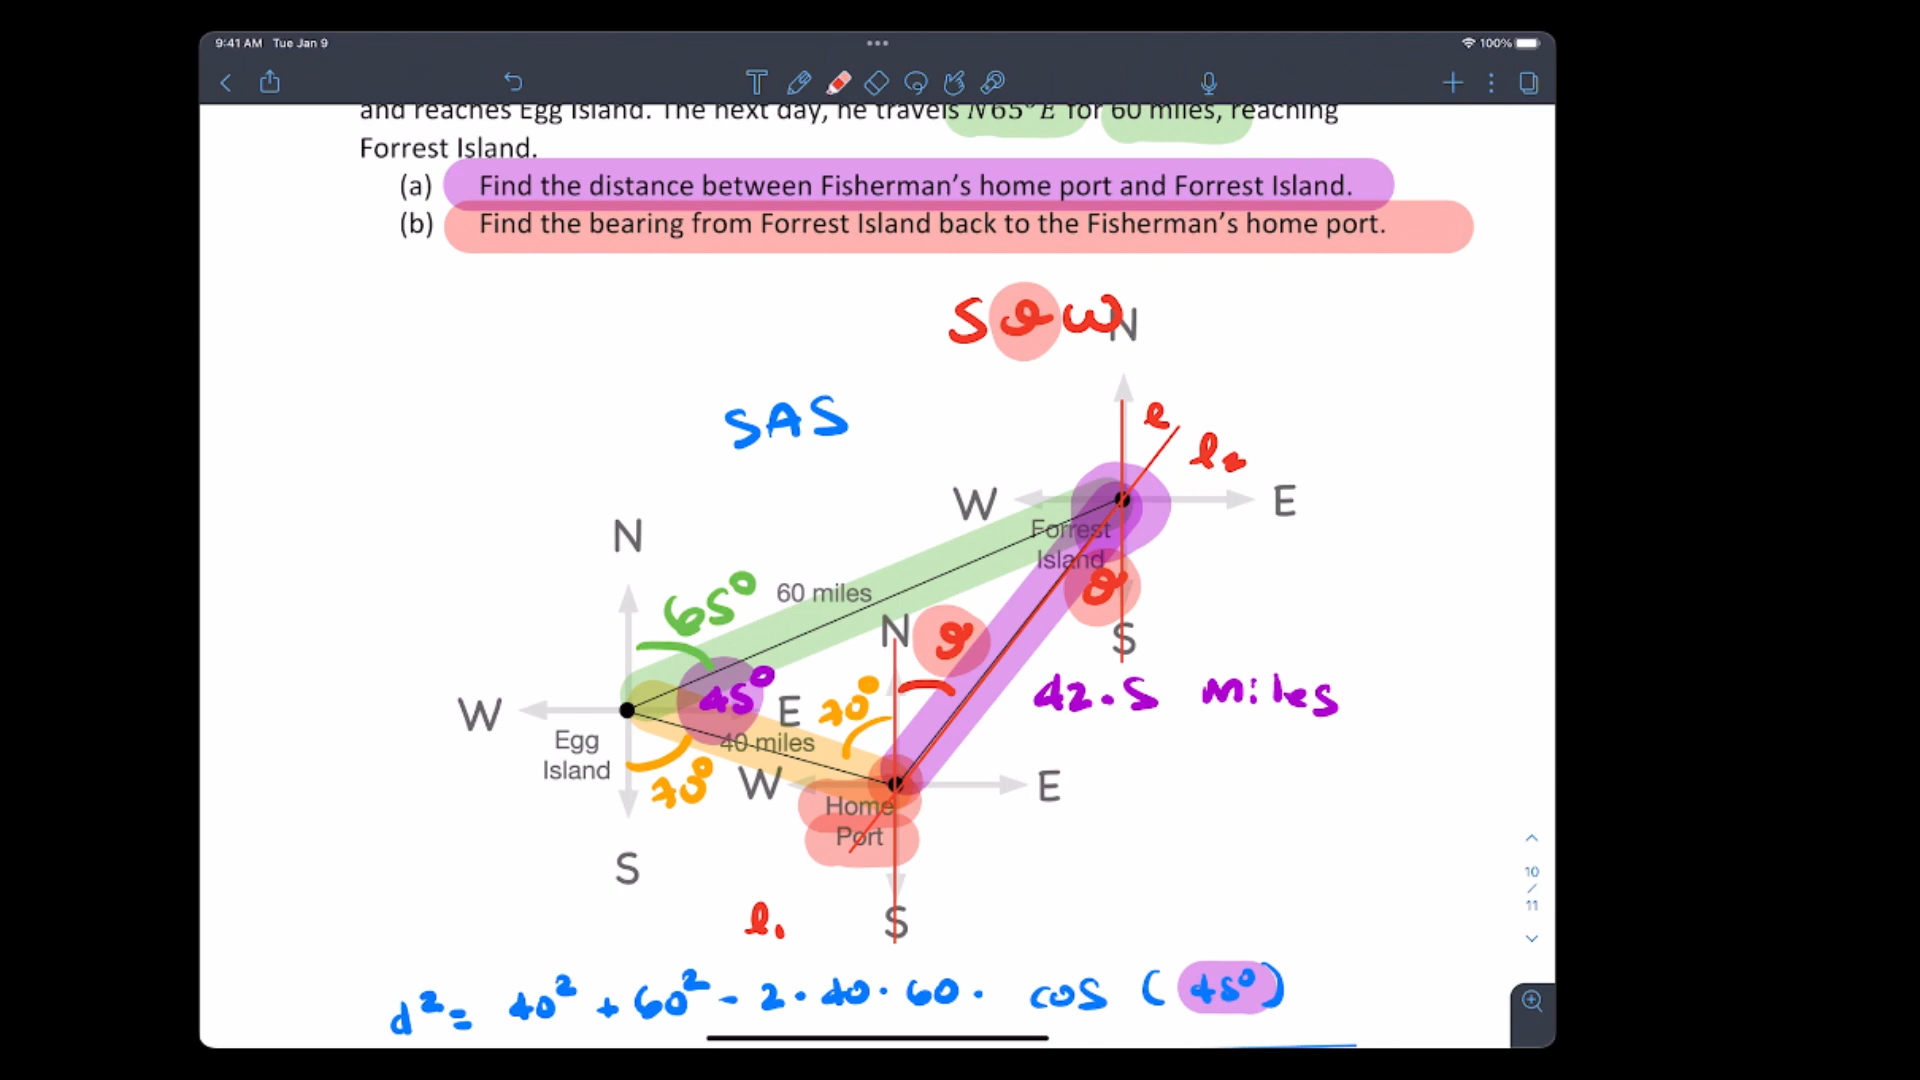 9:41 AM Tue Jan 9
100%
and reaches Egg Island. The next day, he travels N65°E for 60 miles, reaching
Forrest Island.
(a) Find the distance between Fisherman's home port and Forrest Island.
(b) Find the bearing from Forrest Island back to the Fisherman's home port.
S θ W
N
SAS
l
l₂
W
E
Forrest
Island
N
65°
60 miles
θ
N
θ
S
45°
70°
42.5 miles
W
E
Egg
Island
40 miles
70°
W
E
Home
Port
S
l₁
S
10
/
11
d² = 40² + 60² - 2 · 40 · 60 · cos (45°)